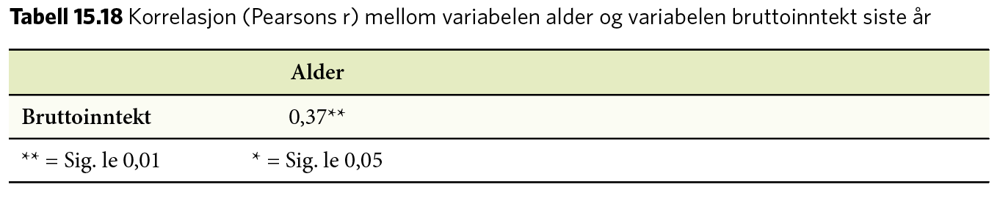 Tabell 15.18 Korrelasjon (Pearsons r) mellom variabelen alder og variabelen bruttoinntekt siste år
Alder
Bruttoinntekt 0,37**
** = Sig. le 0,01 * = Sig. le 0,05